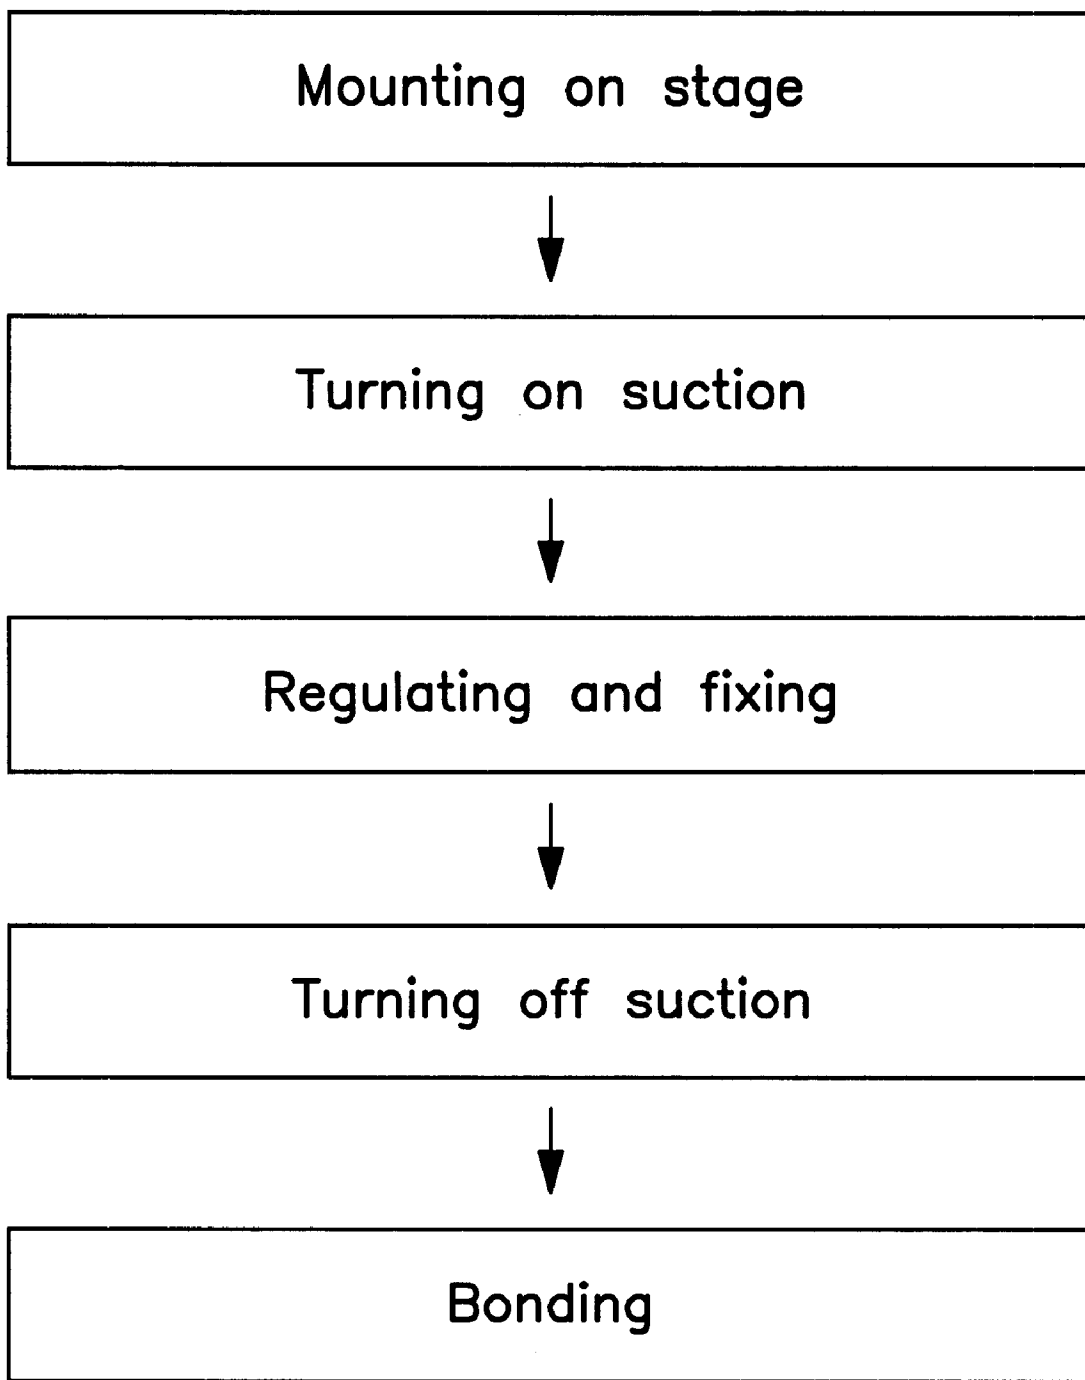 Mounting on stage
Turning on suction
Regulating and fixing
Turning off suction
Bonding